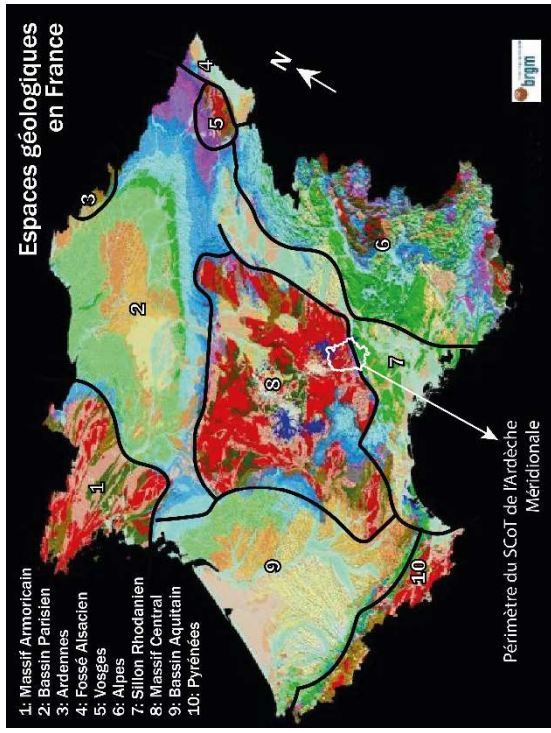 Espaces géologiques
en France
1: Massif Armoricain
2: Bassin Parisien
3: Ardennes
4: Fossé Alsacien
5: Vosges
6: Alpes
7: Sillon Rhodanien
8: Massif Central
9: Bassin Aquitain
10: Pyrénées
N
1
2
3
4
5
6
7
8
9
10
Périmètre du SCoT de l'Ardèche
Méridionale
brgm